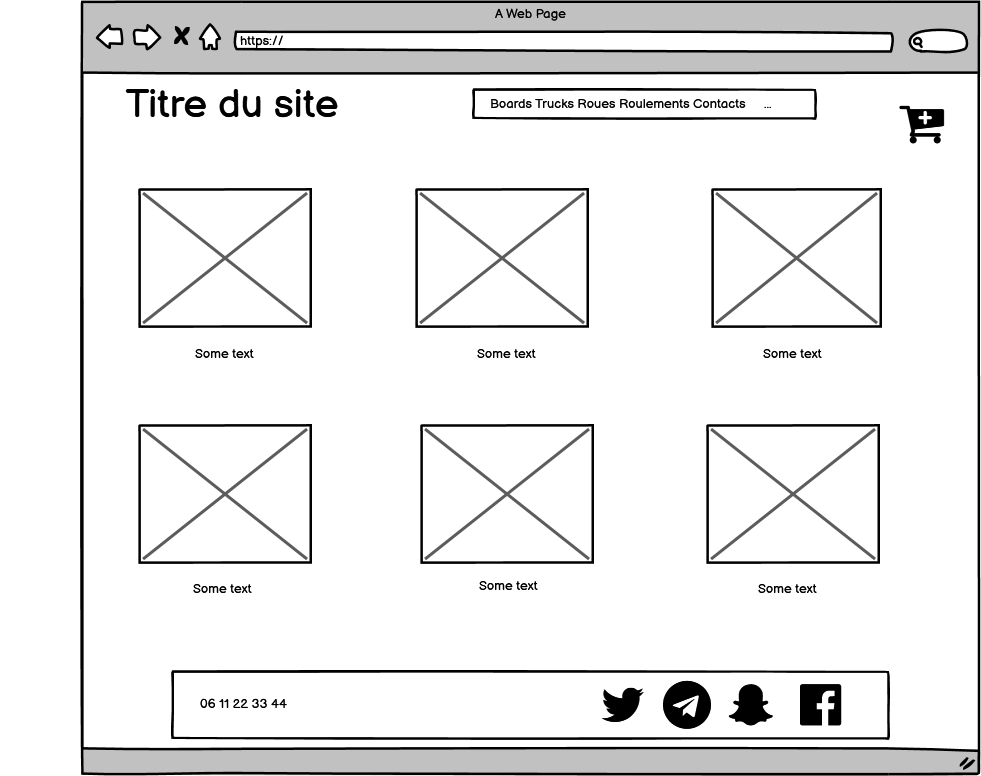 A Web Page
https://
Titre du site
Boards Trucks Roues Roulements Contacts ...
Some text
Some text
Some text
Some text
Some text
Some text
06 11 22 33 44